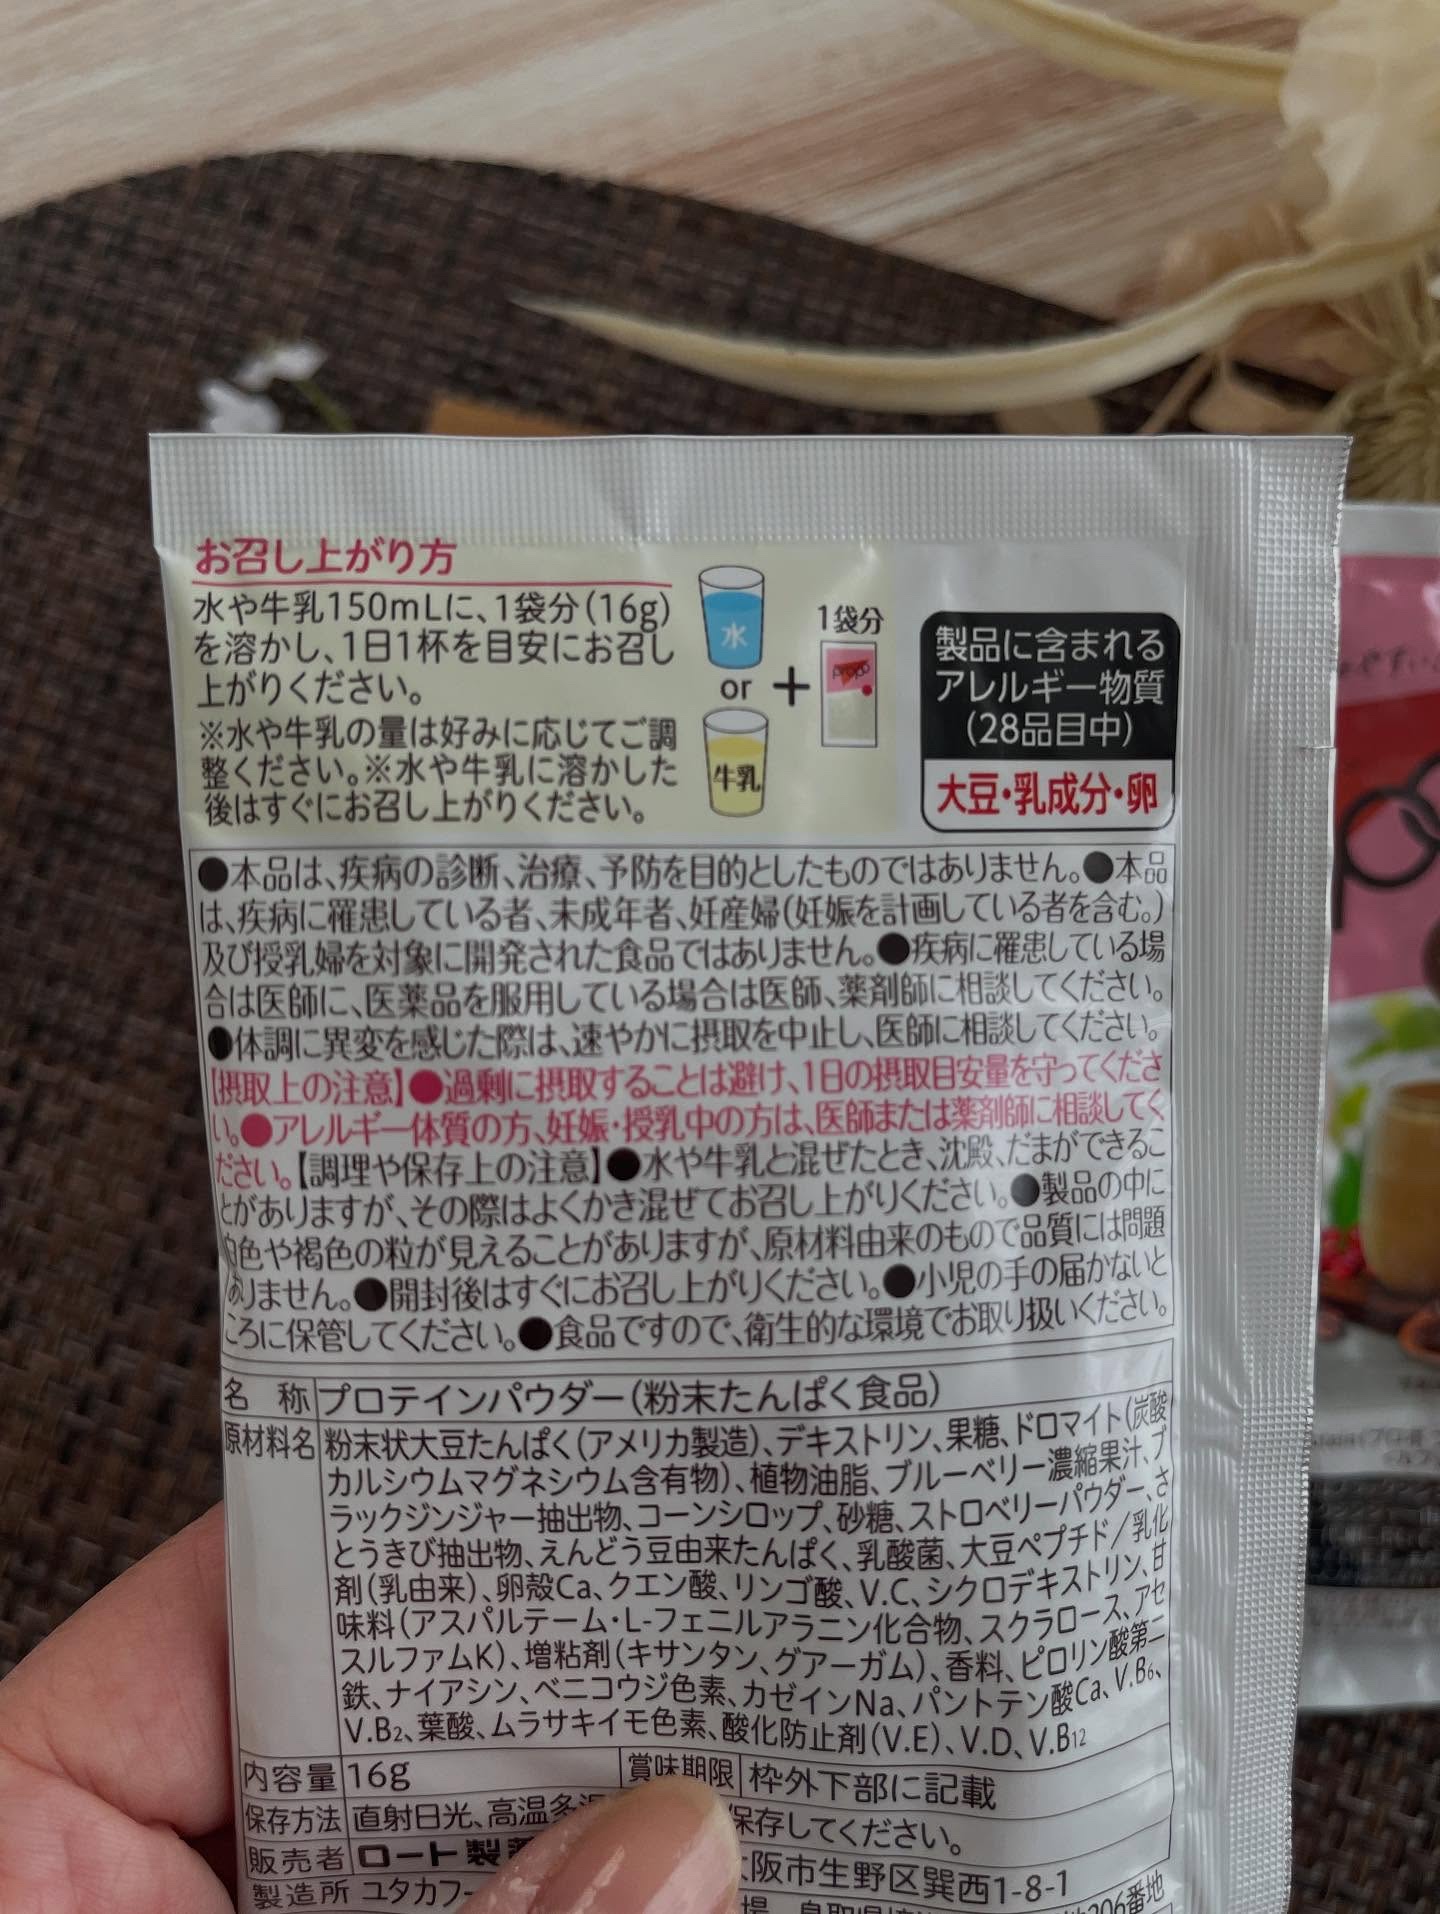 お召し上がり方
水や牛乳150mLに、1袋分(16g)
を溶かし、1日1杯を目安にお召し
上がりください。
※水や牛乳の量は好みに応じてご調
整ください。※水や牛乳に溶かした
後はすぐにお召し上がりください。
水
or
牛乳
+
1袋分
製品に含まれる
アレルギー物質
(28品目中)
大豆・乳成分・卵
●本品は、疾病の診断、治療、予防を目的としたものではありません。●本品
は、疾病に罹患している者、未成年者、妊産婦(妊娠を計画している者を含む。)
及び授乳婦を対象に開発された食品ではありません。●疾病に罹患している場
合は医師に、医薬品を服用している場合は医師、薬剤師に相談してください。
●体調に異変を感じた際は、速やかに摂取を中止し、医師に相談してください。
【摂取上の注意】●過剰に摂取することは避け、1日の摂取目安量を守ってくださ
い。●アレルギー体質の方、妊娠・授乳中の方は、医師または薬剤師に相談してく
ださい。【調理や保存上の注意】●水や牛乳と混ぜたとき、沈殿、だまができるこ
とがありますが、その際はよくかき混ぜてお召し上がりください。●製品の中に
白色や褐色の粒が見えることがありますが、原材料由来のもので品質には問題
ありません。●開封後はすぐにお召し上がりください。●小児の手の届かないと
ころに保管してください。●食品ですので、衛生的な環境でお取り扱いください。
名 称 プロテインパウダー(粉末たんぱく食品)
原材料名 粉末状大豆たんぱく(アメリカ製造)、デキストリン、果糖、ドロマイト(炭酸
カルシウムマグネシウム含有物)、植物油脂、ブルーベリー濃縮果汁、ブ
ラックジンジャー抽出物、コーンシロップ、砂糖、ストロベリーパウダー、さ
とうきび抽出物、えんどう豆由来たんぱく、乳酸菌、大豆ペプチド/乳化
剤(乳由来)、卵殻Ca、クエン酸、リンゴ酸、V.C、シクロデキストリン、甘
味料(アスパルテーム・L-フェニルアラニン化合物、スクラロース、アセ
スルファムK)、増粘剤(キサンタン、グアーガム)、香料、ピロリン酸第二
鉄、ナイアシン、ベニコウジ色素、カゼインNa、パントテン酸Ca、V.B6、
V.B2、葉酸、ムラサキイモ色素、酸化防止剤(V.E)、V.D、V.B12
内容量 16g 賞味期限 枠外下部に記載
保存方法 直射日光、高温多 保存してください。
販売者 ロート製 阪市生野区巽西1-8-1
製造所 ユタカフ 206番地